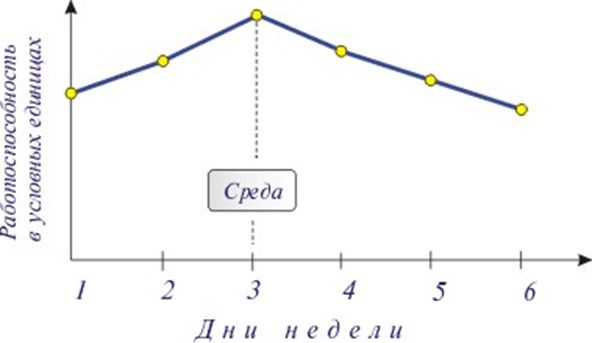 Работоспособность
в условных единицах
Среда
1 2 3 4 5 6
Дни недели